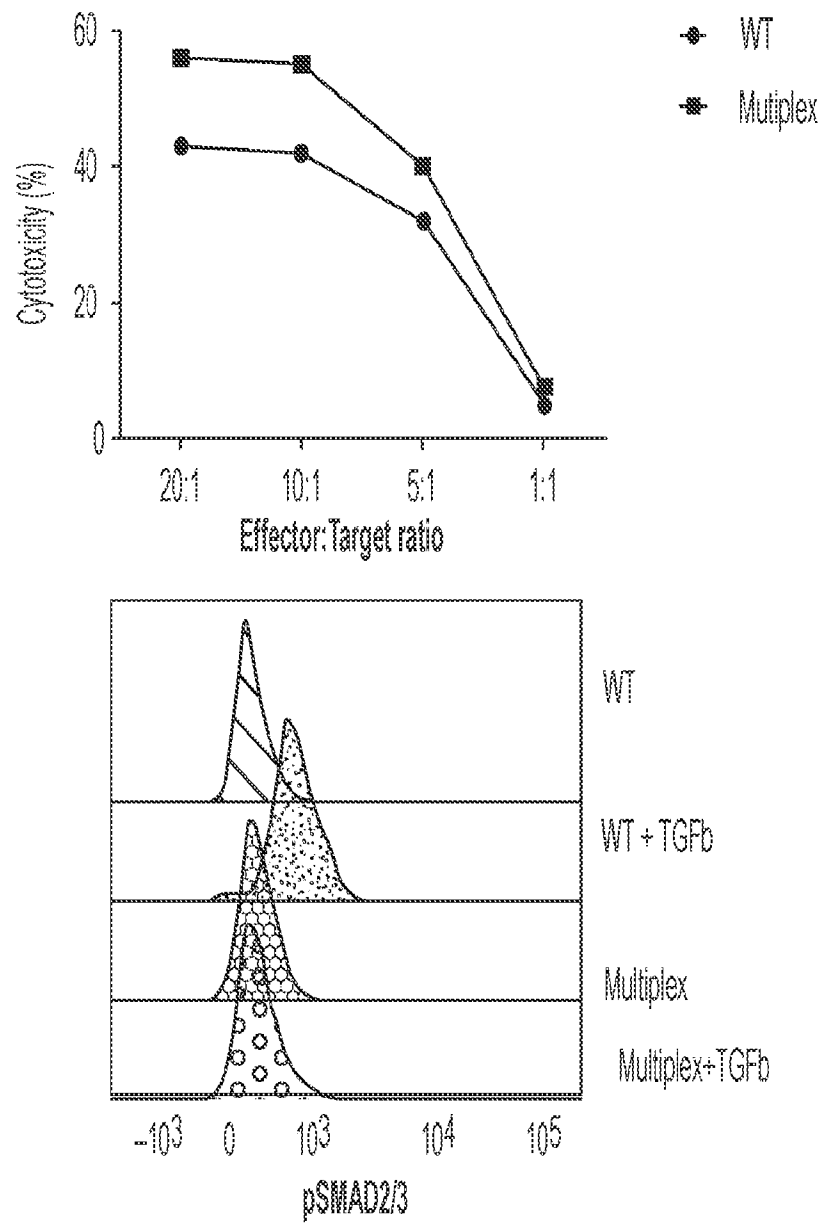 60
40
20
0
Cytotoxicity (%)
20:1 10:1 5:1 1:1
Effector:Target ratio
WT
Mutiplex
WT
WT + TGFb
Multiplex
Multiplex+TGFb
-10³ 0 10³ 10⁴ 10⁵
pSMAD2/3